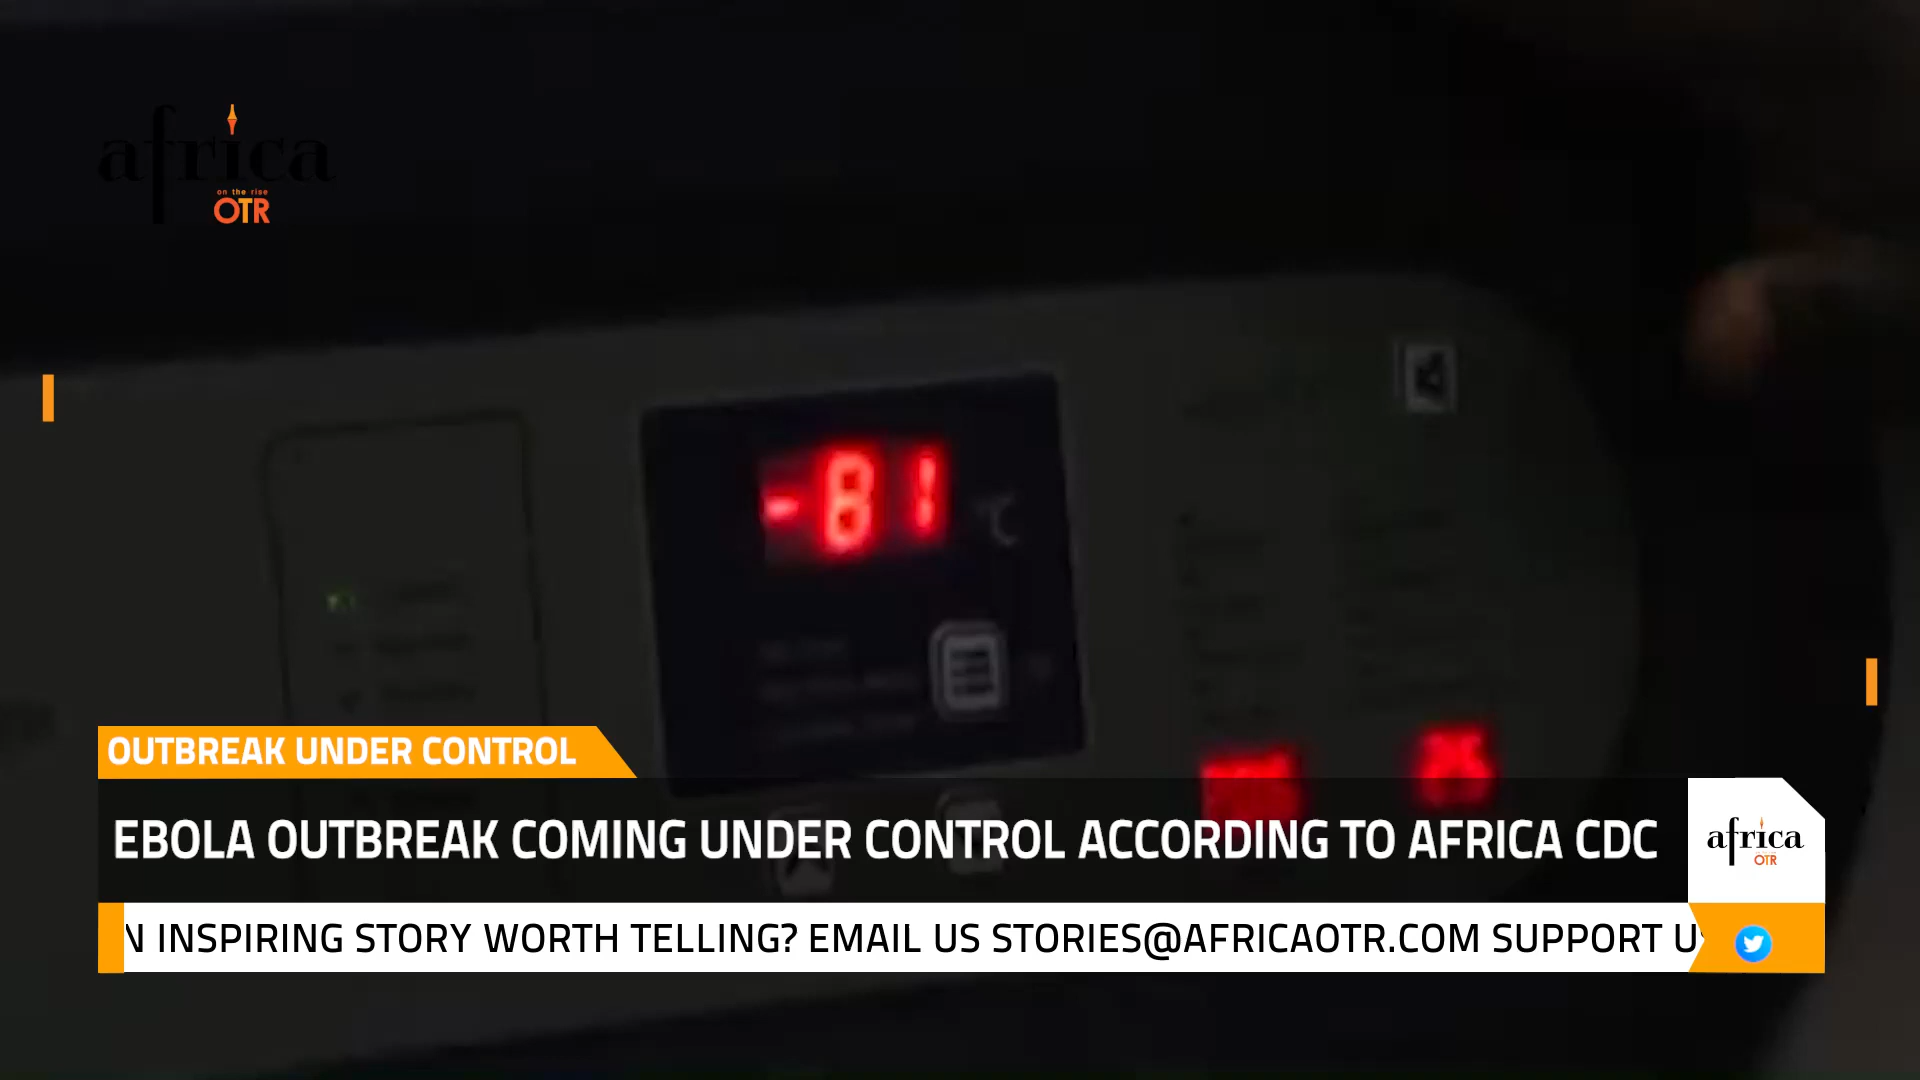 africa
on the rise
OTR
-81
°C
OUTBREAK UNDER CONTROL
EBOLA OUTBREAK COMING UNDER CONTROL ACCORDING TO AFRICA CDC
africa
OTR
N INSPIRING STORY WORTH TELLING? EMAIL US STORIES@AFRICAOTR.COM SUPPORT U